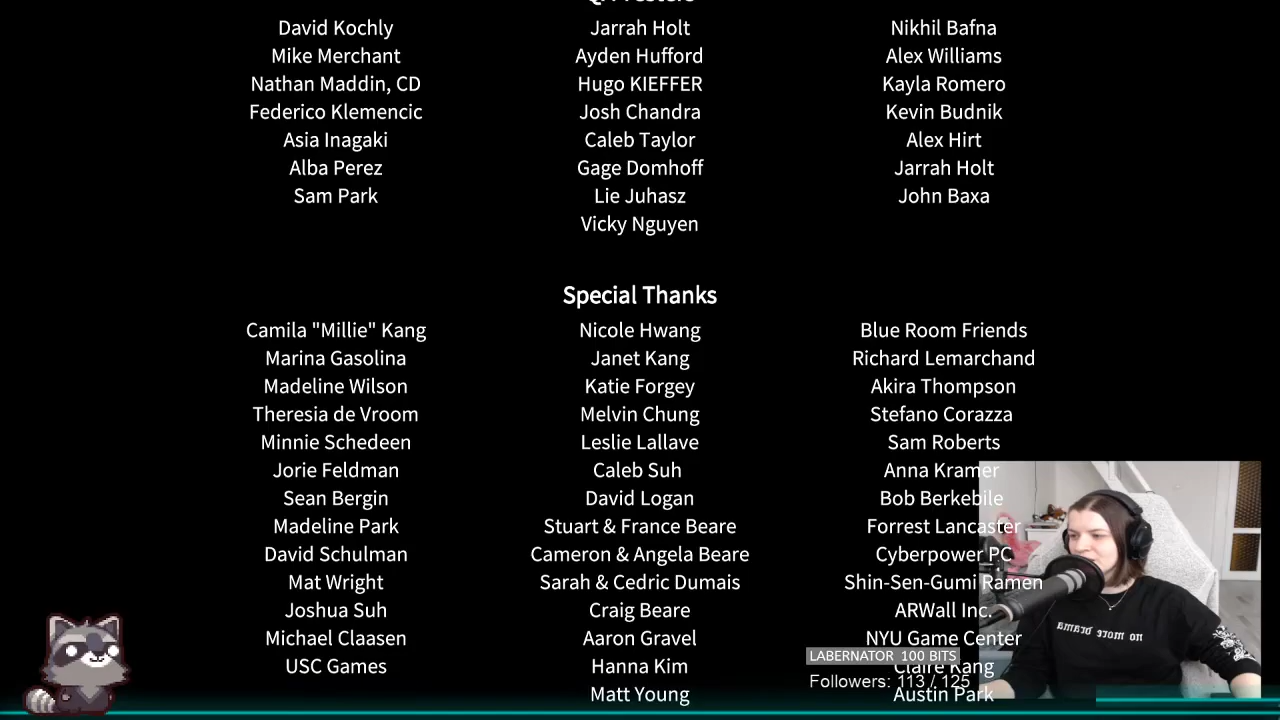 QA Testers
David Kochly
Jarrah Holt
Nikhil Bafna
Mike Merchant
Ayden Hufford
Alex Williams
Nathan Maddin, CD
Hugo KIEFFER
Kayla Romero
Federico Klemencic
Josh Chandra
Kevin Budnik
Asia Inagaki
Caleb Taylor
Alex Hirt
Alba Perez
Gage Domhoff
Jarrah Holt
Sam Park
Lie Juhasz
John Baxa
Vicky Nguyen
Special Thanks
Camila "Millie" Kang
Nicole Hwang
Blue Room Friends
Marina Gasolina
Janet Kang
Richard Lemarchand
Madeline Wilson
Katie Forgey
Akira Thompson
Theresia de Vroom
Melvin Chung
Stefano Corazza
Minnie Schedeen
Leslie Lallave
Sam Roberts
Jorie Feldman
Caleb Suh
Anna Kramer
Sean Bergin
David Logan
Bob Berkebile
Madeline Park
Stuart & France Beare
Forrest Lancaster
David Schulman
Cameron & Angela Beare
Cyberpower PC
Mat Wright
Sarah & Cedric Dumais
Shin-Sen-Gumi Ramen
Joshua Suh
Craig Beare
ARWall Inc.
Michael Claasen
Aaron Gravel
NYU Game Center
USC Games
Hanna Kim
Claire Kang
Matt Young
Austin Park
LABERNATOR 100 BITS
Followers: 113 / 125
no more drama